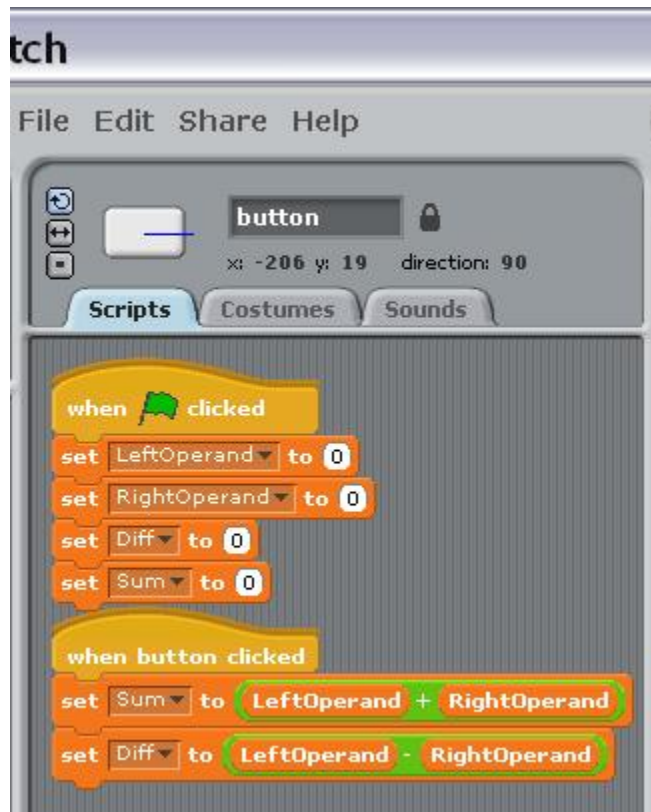 tch
File Edit Share Help
button
x: -206 y: 19 direction: 90
Scripts Costumes Sounds
when clicked
set LeftOperand to 0
set RightOperand to 0
set Diff to 0
set Sum to 0
when button clicked
set Sum to LeftOperand + RightOperand
set Diff to LeftOperand - RightOperand